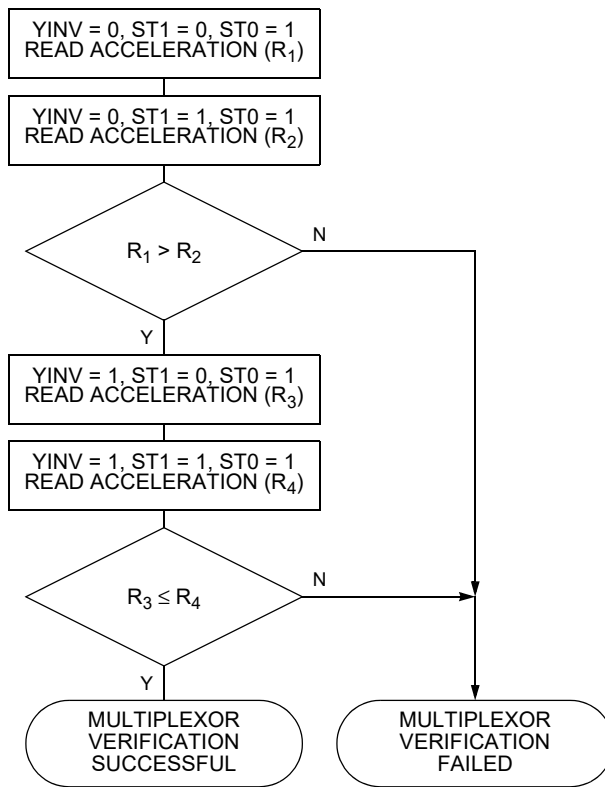 YINV = 0, ST1 = 0, ST0 = 1
READ ACCELERATION (R1)
YINV = 0, ST1 = 1, ST0 = 1
READ ACCELERATION (R2)
R1 > R2
N
Y
YINV = 1, ST1 = 0, ST0 = 1
READ ACCELERATION (R3)
YINV = 1, ST1 = 1, ST0 = 1
READ ACCELERATION (R4)
R3 ≤ R4
N
Y
MULTIPLEXOR
VERIFICATION
SUCCESSFUL
MULTIPLEXOR
VERIFICATION
FAILED